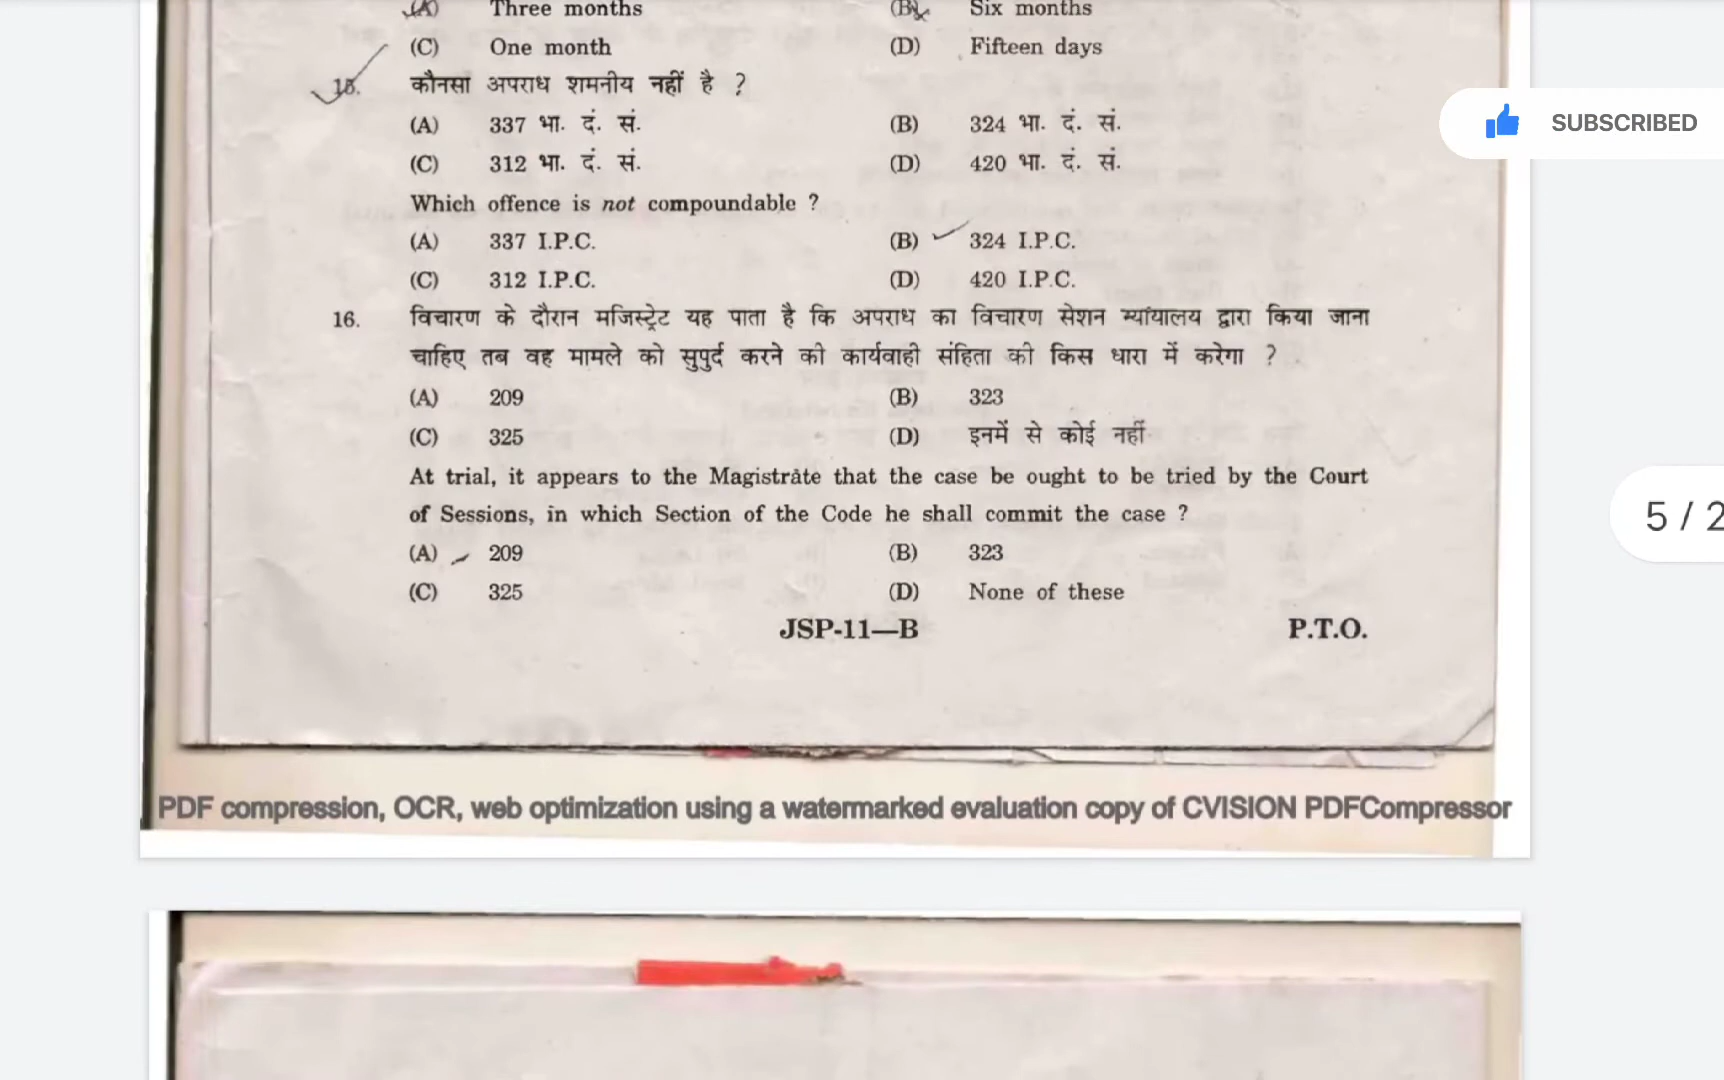 (A) Three months (B) Six months
(C) One month (D) Fifteen days
15. कौनसा अपराध शमनीय नहीं है ?
(A) 337 भा. दं. सं. (B) 324 भा. दं. सं.
(C) 312 भा. दं. सं. (D) 420 भा. दं. सं.
Which offence is not compoundable ?
(A) 337 I.P.C. (B) 324 I.P.C.
(C) 312 I.P.C. (D) 420 I.P.C.
16. विचारण के दौरान मजिस्ट्रेट यह पाता है कि अपराध का विचारण सेशन न्यायालय द्वारा किया जाना
चाहिए तब वह मामले को सुपुर्द करने की कार्यवाही संहिता की किस धारा में करेगा ?
(A) 209 (B) 323
(C) 325 (D) इनमें से कोई नहीं
At trial, it appears to the Magistrate that the case be ought to be tried by the Court
of Sessions, in which Section of the Code he shall commit the case ?
(A) 209 (B) 323
(C) 325 (D) None of these
JSP-11—B P.T.O.
PDF compression, OCR, web optimization using a watermarked evaluation copy of CVISION PDFCompressor
SUBSCRIBED
5 / 2